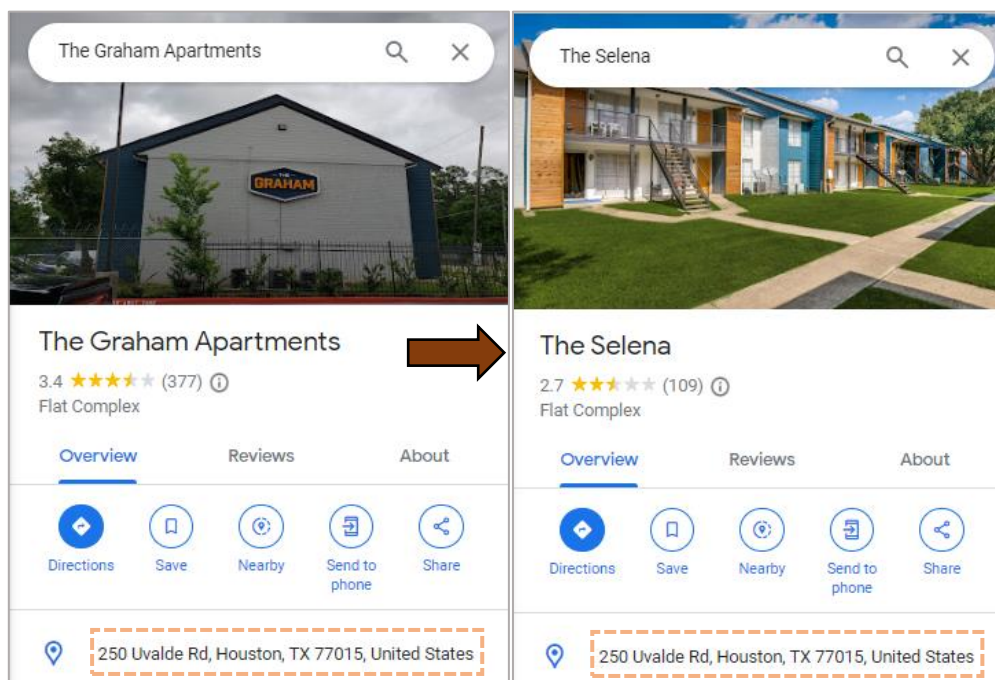 The Graham Apartments
THE
GRAHAM
The Graham Apartments
3.4 (377)
Flat Complex
Overview Reviews About
Directions Save Nearby Send to phone Share
250 Uvalde Rd, Houston, TX 77015, United States
The Selena
The Selena
2.7 (109)
Flat Complex
Overview Reviews About
Directions Save Nearby Send to phone Share
250 Uvalde Rd, Houston, TX 77015, United States